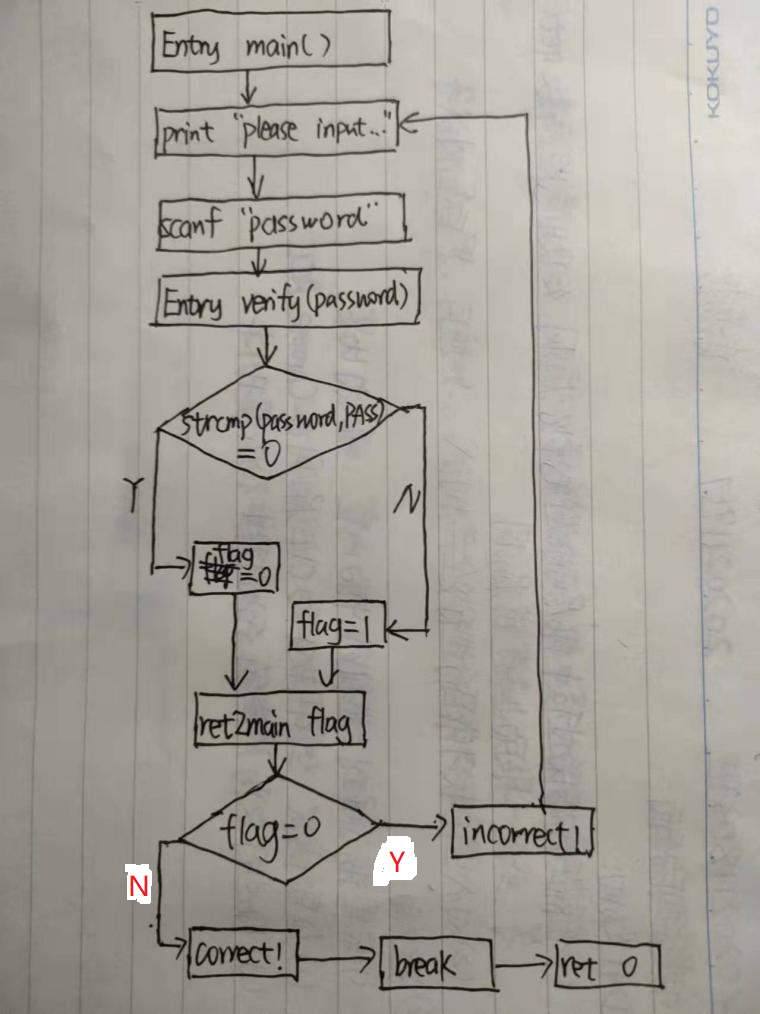 Entry main()
KOKUYO
print "please input..."
scanf "password"
Entry verify(password)
strcmp(password,PASS)
=0
Y
N
flag
=0
flag=1
ret2main flag
flag=0
incorrect!
Y
N
correct!
break
ret 0